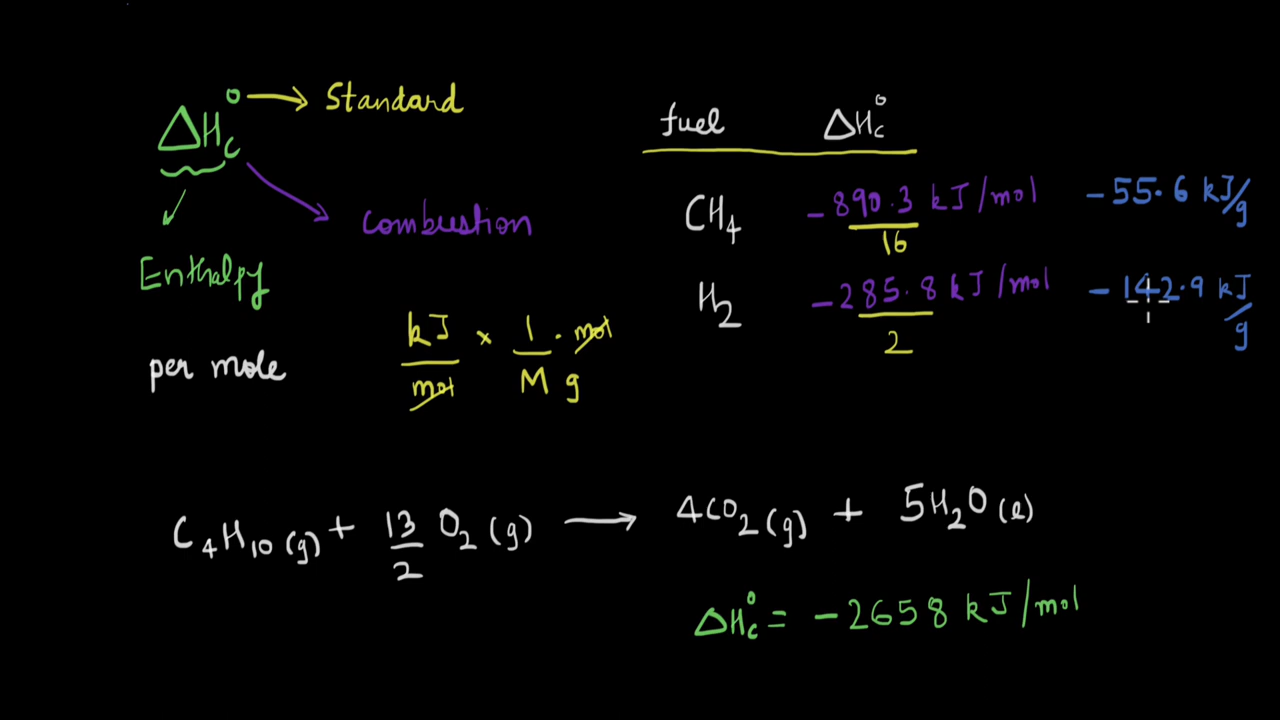 ΔH°c → Standard
Combustion
Enthalpy
per mole
kJ/mol × 1/M · mol/g
fuel ΔH°c
CH₄ -890.3 kJ/mol -55.6 kJ/g
16
H₂ -285.8 kJ/mol -142.9 kJ/g
2
C₄H₁₀(g) + 13/2 O₂(g) → 4CO₂(g) + 5H₂O(l)
ΔH°c = -2658 kJ/mol